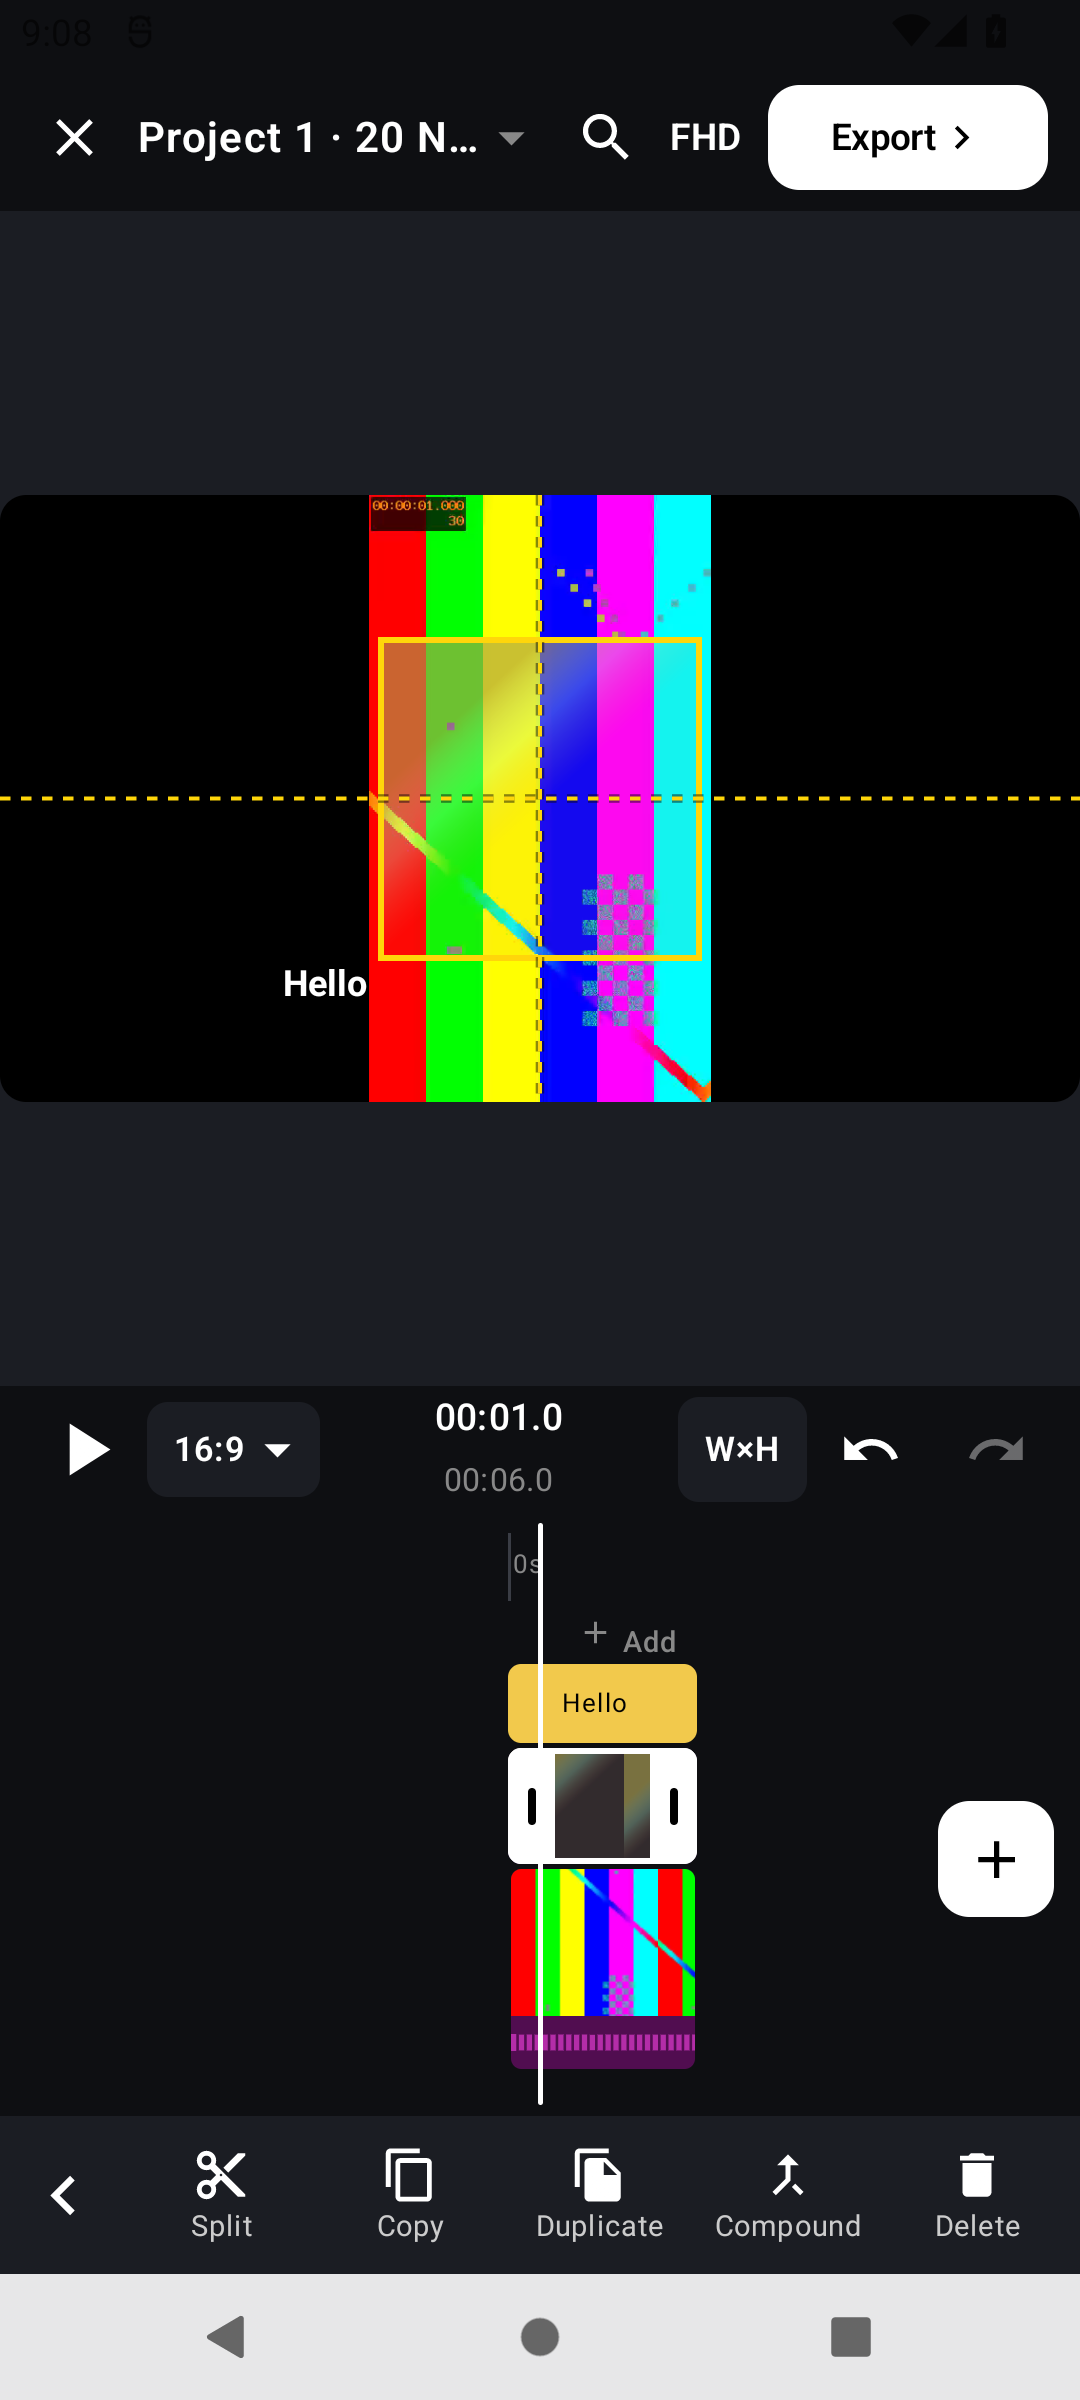 9:08
Project 1 · 20 N...
FHD
Export
00:00:01.000
30
Hello
16:9
00:01.0
00:06.0
W×H
0s
+ Add
Hello
Split
Copy
Duplicate
Compound
Delete